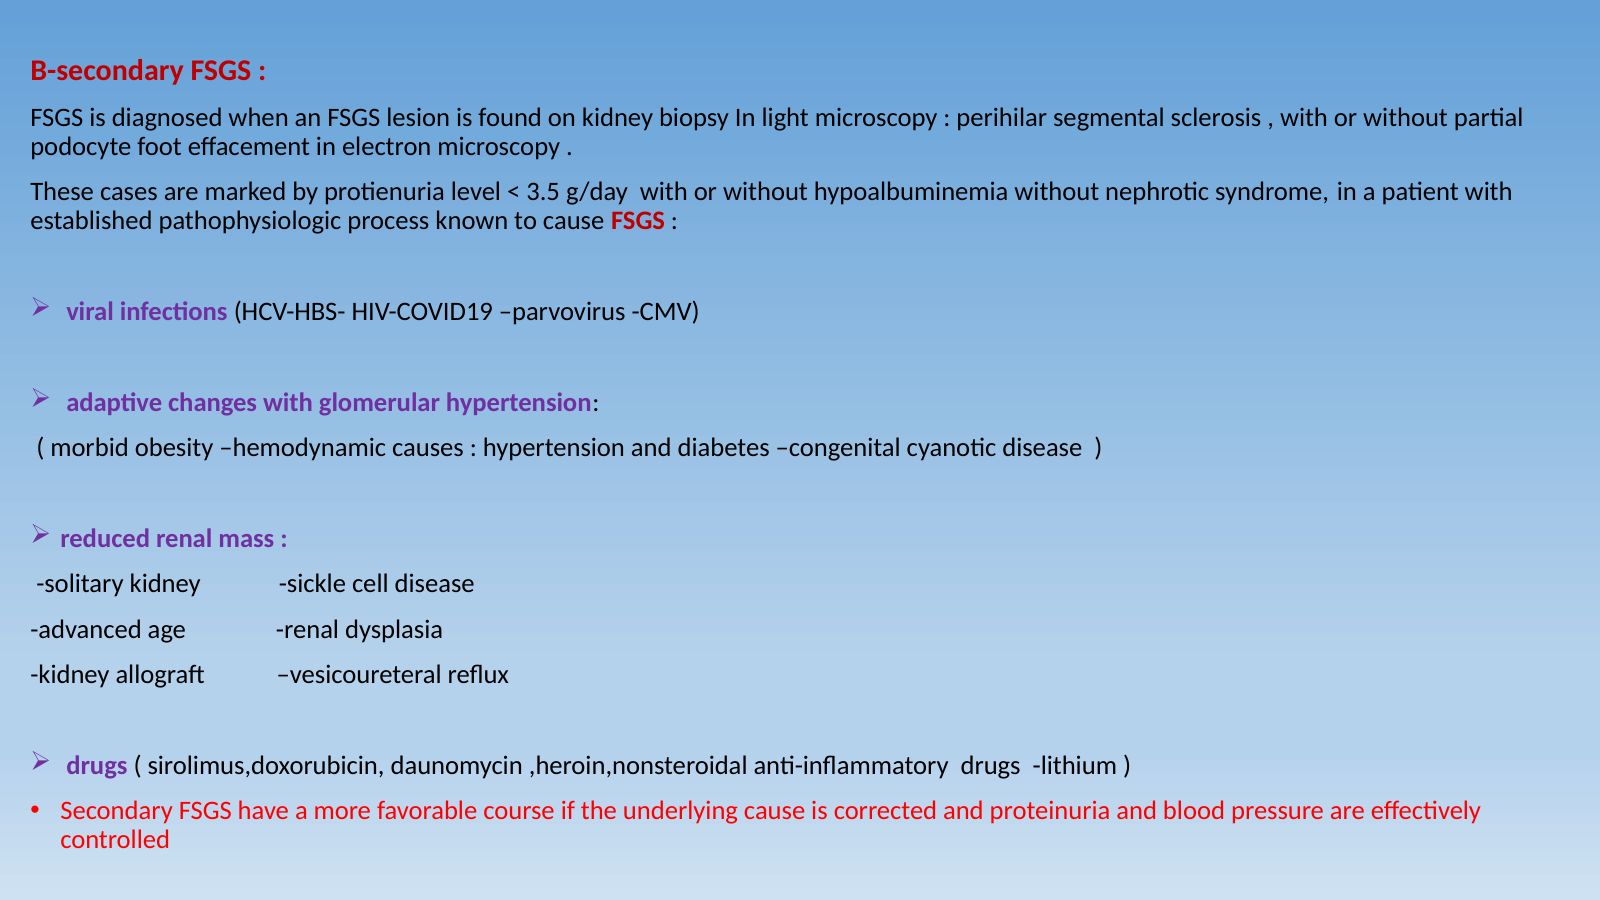 B-secondary FSGS :
FSGS is diagnosed when an FSGS lesion is found on kidney biopsy In light microscopy : perihilar segmental sclerosis , with or without partial
podocyte foot effacement in electron microscopy .
These cases are marked by protienuria level < 3.5 g/day  with or without hypoalbuminemia without nephrotic syndrome, in a patient with
established pathophysiologic process known to cause FSGS :
➢ viral infections (HCV-HBS- HIV-COVID19 –parvovirus -CMV)
➢ adaptive changes with glomerular hypertension:
( morbid obesity –hemodynamic causes : hypertension and diabetes –congenital cyanotic disease  )
➢ reduced renal mass :
-solitary kidney -sickle cell disease
-advanced age -renal dysplasia
-kidney allograft –vesicoureteral reflux
➢ drugs ( sirolimus,doxorubicin, daunomycin ,heroin,nonsteroidal anti-inflammatory  drugs  -lithium )
• Secondary FSGS have a more favorable course if the underlying cause is corrected and proteinuria and blood pressure are effectively
controlled